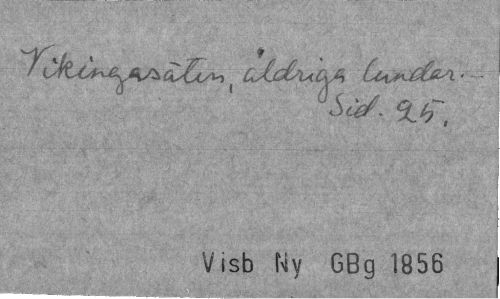 Vikingasäten, åldriga lundar.—
Sid. 25.
Visb Ny GBg 1856